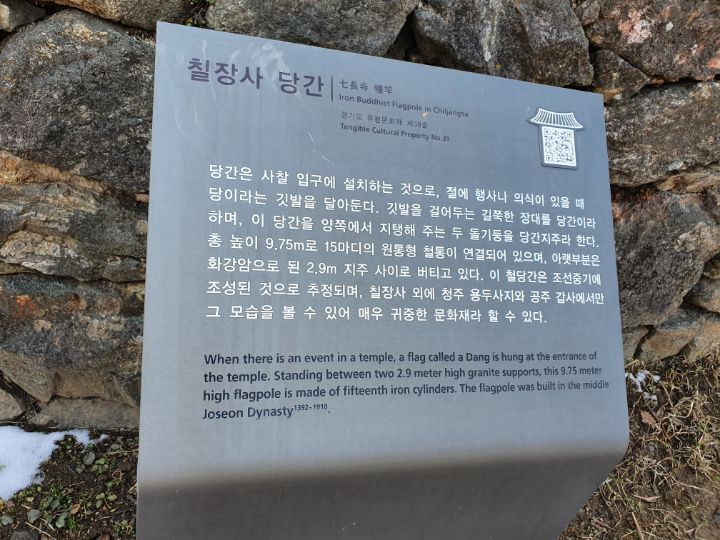 칠장사 당간
七長寺 幢竿
Iron Buddhist Flagpole in Chiljangsa
경기도 유형문화재 제39호
Tangible Cultural Property No.39
당간은 사찰 입구에 설치하는 것으로, 절에 행사나 의식이 있을 때
당이라는 깃발을 달아둔다. 깃발을 걸어두는 길쭉한 장대를 당간이라
하며, 이 당간을 양쪽에서 지탱해 주는 두 돌기둥을 당간지주라 한다.
총 높이 9.75m로 15마디의 원통형 철통이 연결되어 있으며, 아랫부분은
화강암으로 된 2.9m 지주 사이로 버티고 있다. 이 철당간은 조선중기에
조성된 것으로 추정되며, 칠장사 외에 청주 용두사지와 공주 갑사에서만
그 모습을 볼 수 있어 매우 귀중한 문화재라 할 수 있다.
When there is an event in a temple, a flag called a Dang is hung at the entrance of
the temple. Standing between two 2.9 meter high granite supports, this 9.75 meter
high flagpole is made of fifteenth iron cylinders. The flagpole was built in the middle
Joseon Dynasty1392-1910.